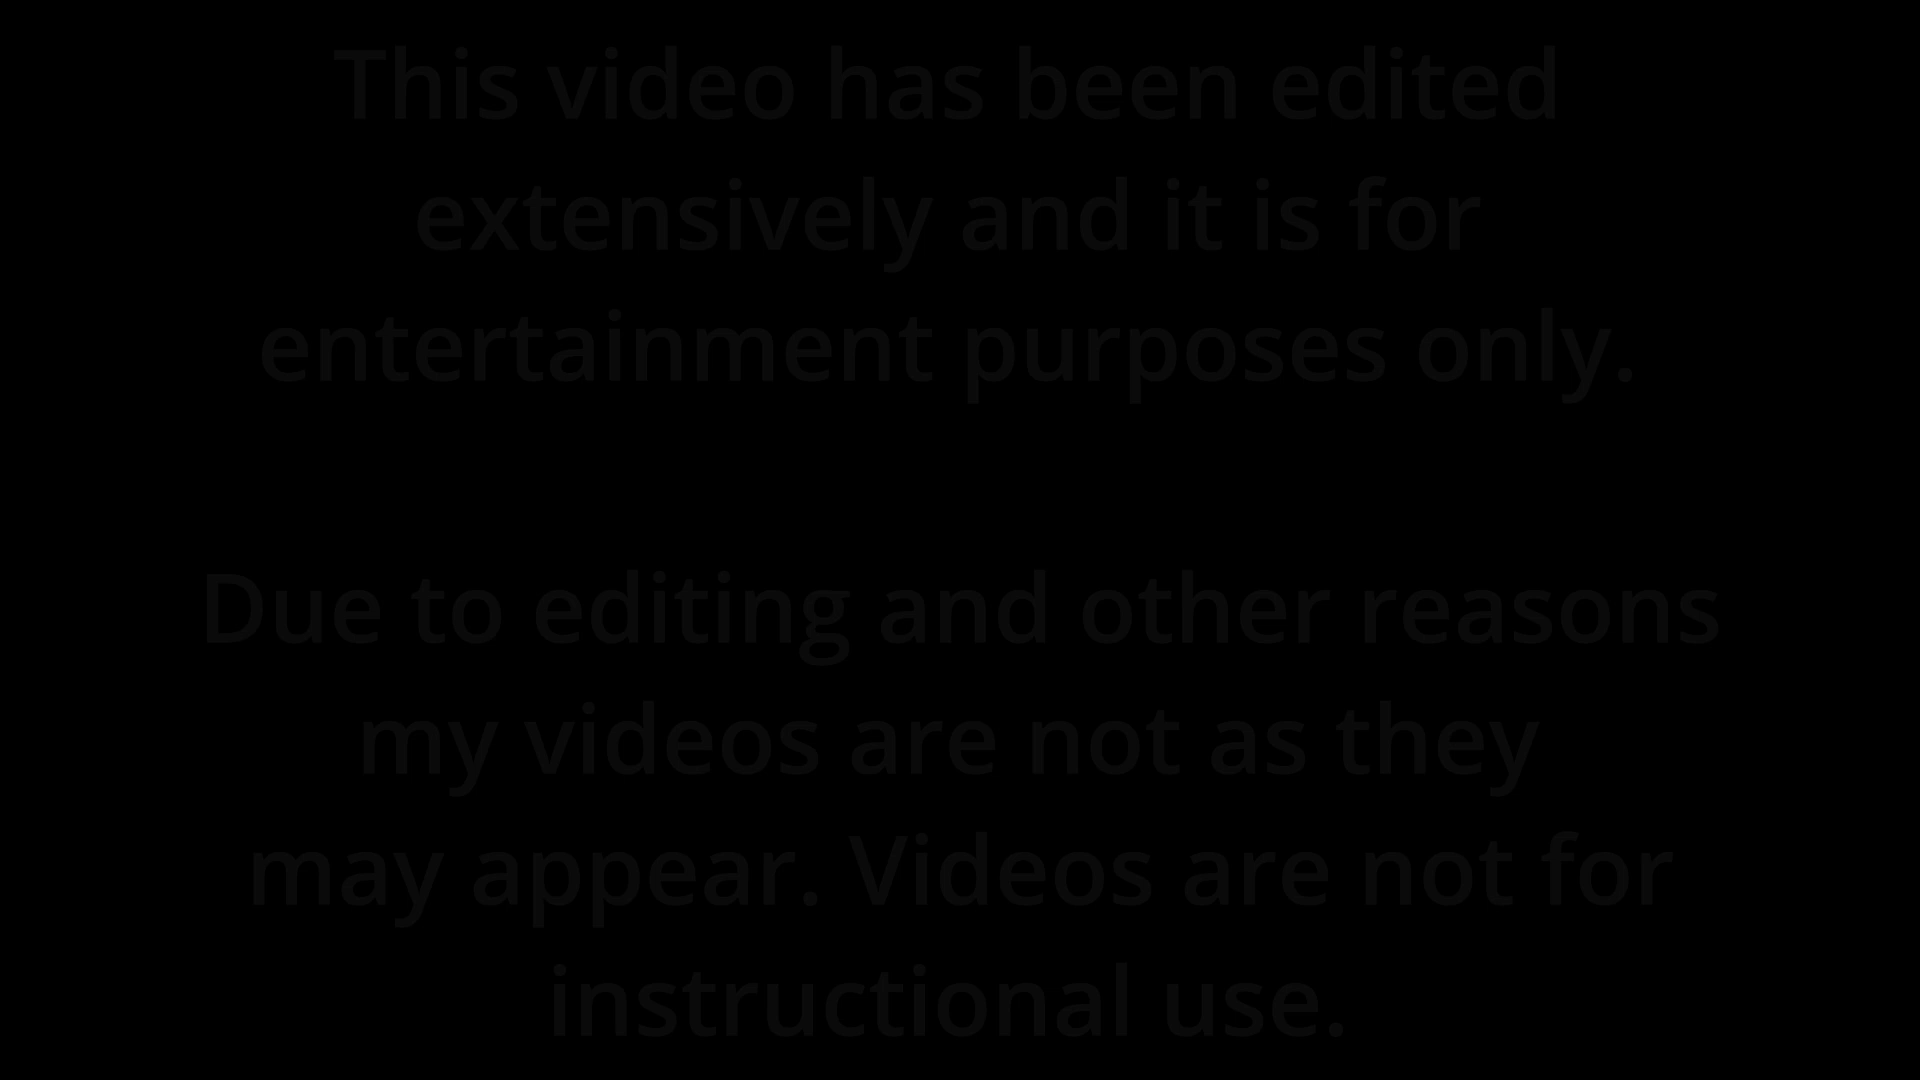 This video has been edited
extensively and it is for
entertainment purposes only.
Due to editing and other reasons
my videos are not as they
may appear. Videos are not for
instructional use.